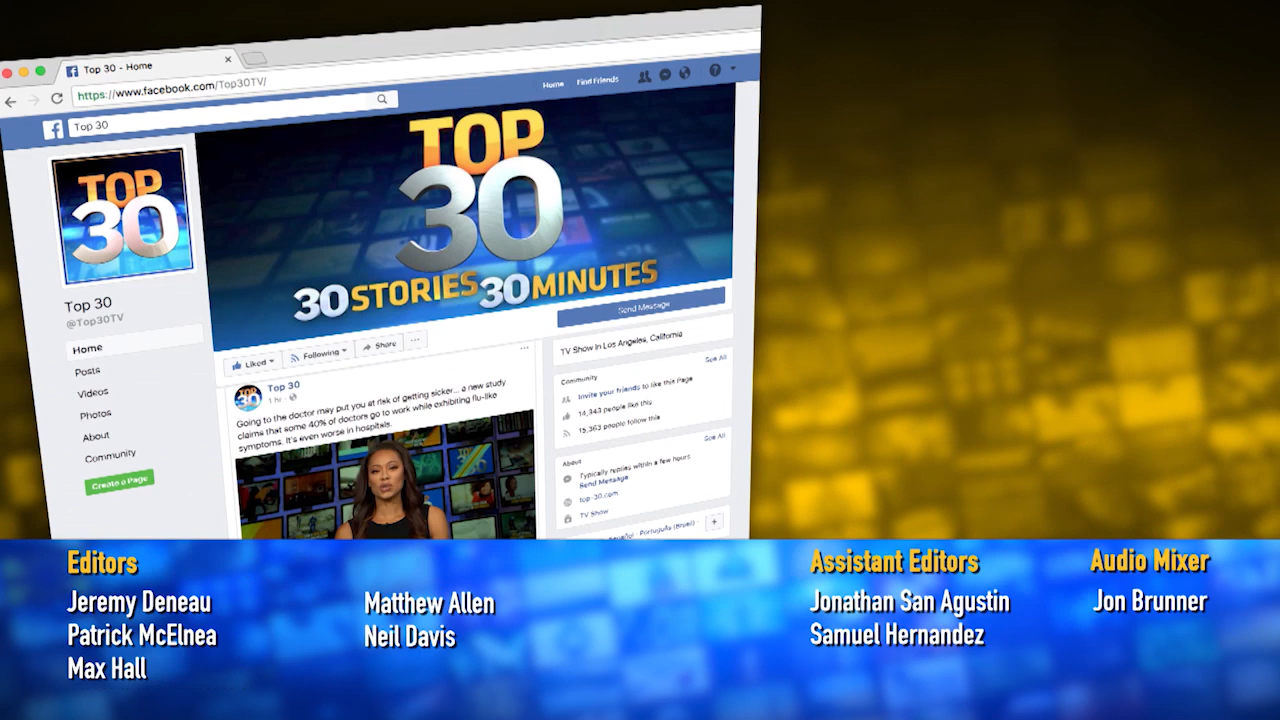 Top 30 - Home
https://www.facebook.com/Top30TV/
Top 30
Home
Find Friends
TOP
30
TOP
30
30 STORIES 30 MINUTES
Top 30
@Top30TV
Home
Posts
Videos
Photos
About
Community
Create a Page
Liked
Following
Share
Send Message
TOP
30
Top 30
1 hr
Going to the doctor may put you at risk of getting sicker... a new study
claims that some 40% of doctors go to work while exhibiting flu-like
symptoms. It's even worse in hospitals.
TV Show in Los Angeles, California
Community
See All
Invite your friends to like this Page
14,343 people like this
15,363 people follow this
About
See All
Typically replies within a few hours
Send Message
top-30.com
TV Show
Español · Português (Brasil) ·
Editors
Jeremy Deneau
Patrick McElnea
Max Hall
Matthew Allen
Neil Davis
Assistant Editors
Jonathan San Agustin
Samuel Hernandez
Audio Mixer
Jon Brunner